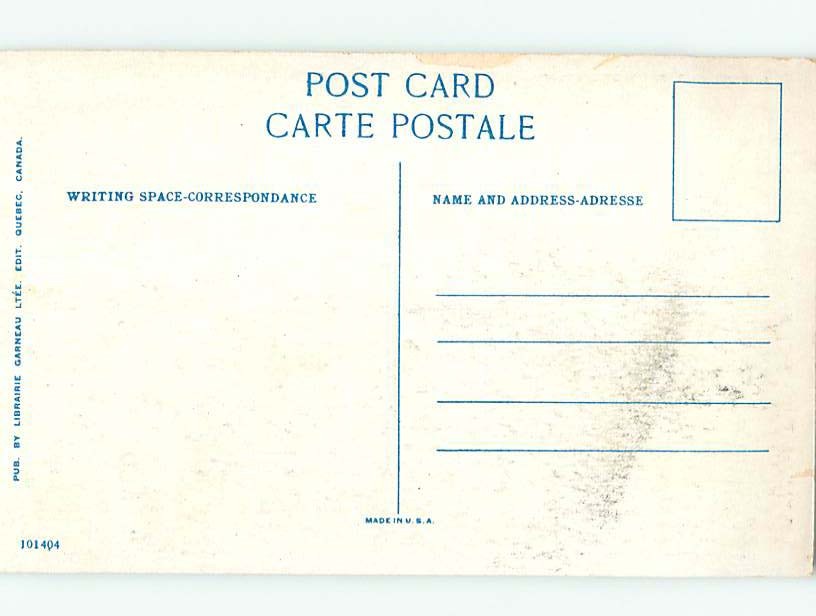 POST CARD
CARTE POSTALE
WRITING SPACE-CORRESPONDANCE
NAME AND ADDRESS-ADRESSE
PUB. BY LIBRAIRIE GARNEAU LTÉE. EDIT. QUEBEC, CANADA.
MADE IN U.S.A.
101404